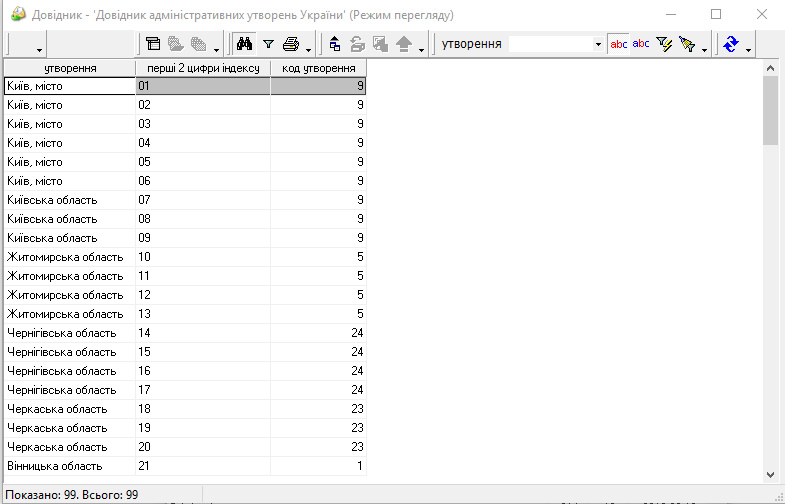 Довідник - 'Довідник адміністративних утворень України' (Режим перегляду)
утворення abc abc
утворення перші 2 цифри індексу код утворення
Київ, місто 01 9
Київ, місто 02 9
Київ, місто 03 9
Київ, місто 04 9
Київ, місто 05 9
Київ, місто 06 9
Київська область 07 9
Київська область 08 9
Київська область 09 9
Житомирська область 10 5
Житомирська область 11 5
Житомирська область 12 5
Житомирська область 13 5
Чернігівська область 14 24
Чернігівська область 15 24
Чернігівська область 16 24
Чернігівська область 17 24
Черкаська область 18 23
Черкаська область 19 23
Черкаська область 20 23
Вінницька область 21 1
Показано: 99. Всього: 99